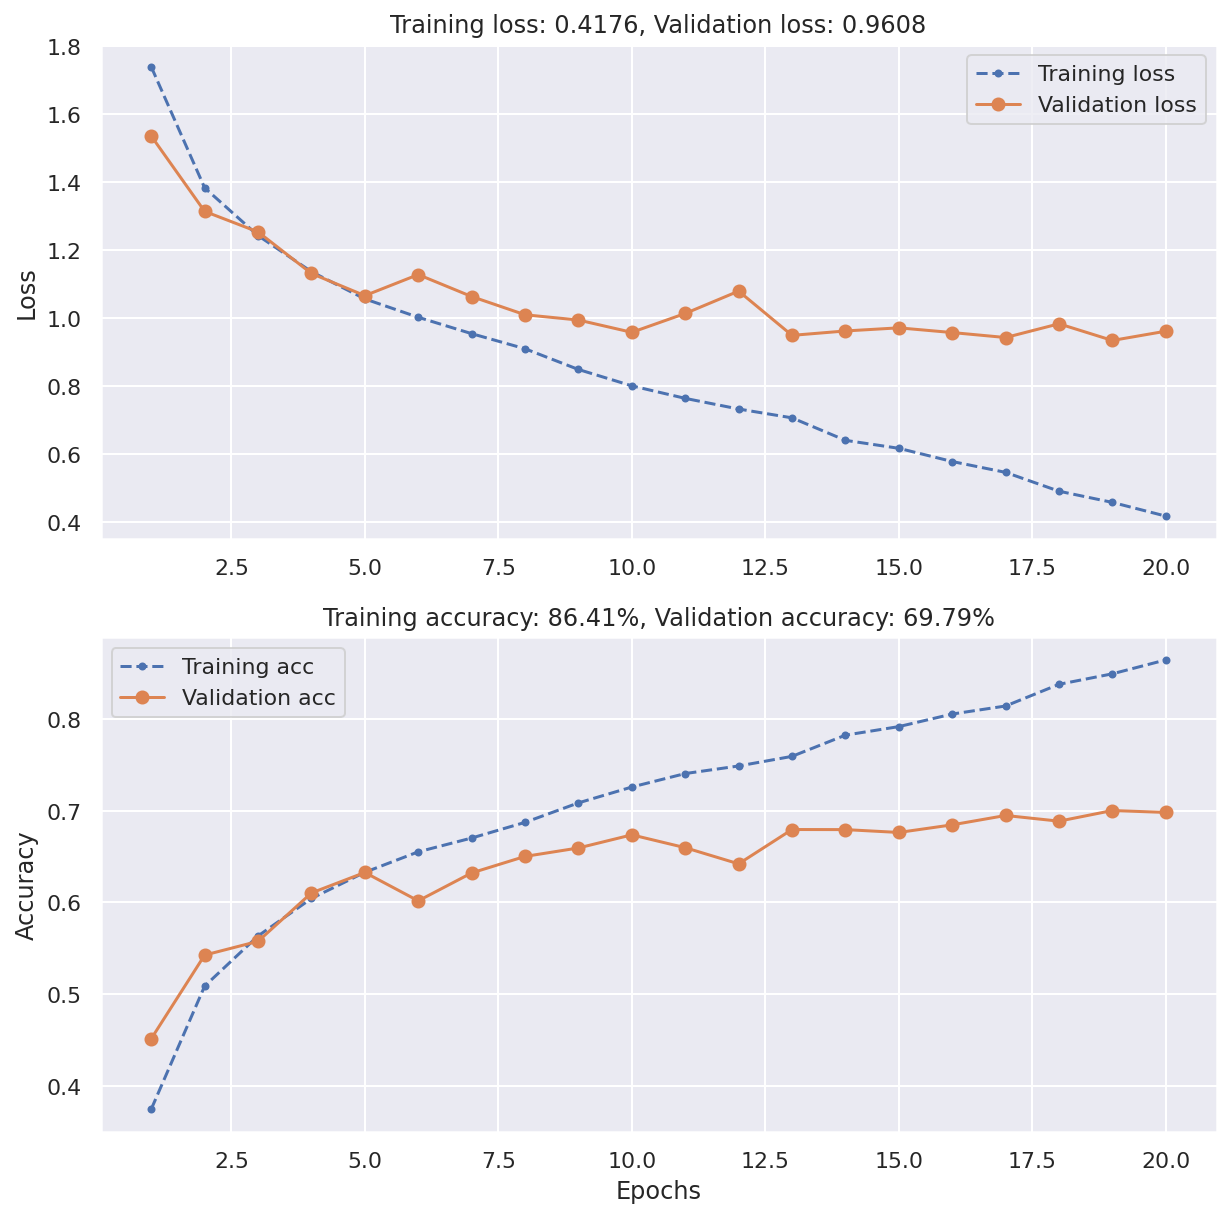 Training loss: 0.4176, Validation loss: 0.9608
1.8
1.6
1.4
1.2
1.0
0.8
0.6
0.4
Loss
Training loss
Validation loss
2.5 5.0 7.5 10.0 12.5 15.0 17.5 20.0
Training accuracy: 86.41%, Validation accuracy: 69.79%
Training acc
Validation acc
0.8
0.7
0.6
0.5
0.4
Accuracy
2.5 5.0 7.5 10.0 12.5 15.0 17.5 20.0
Epochs